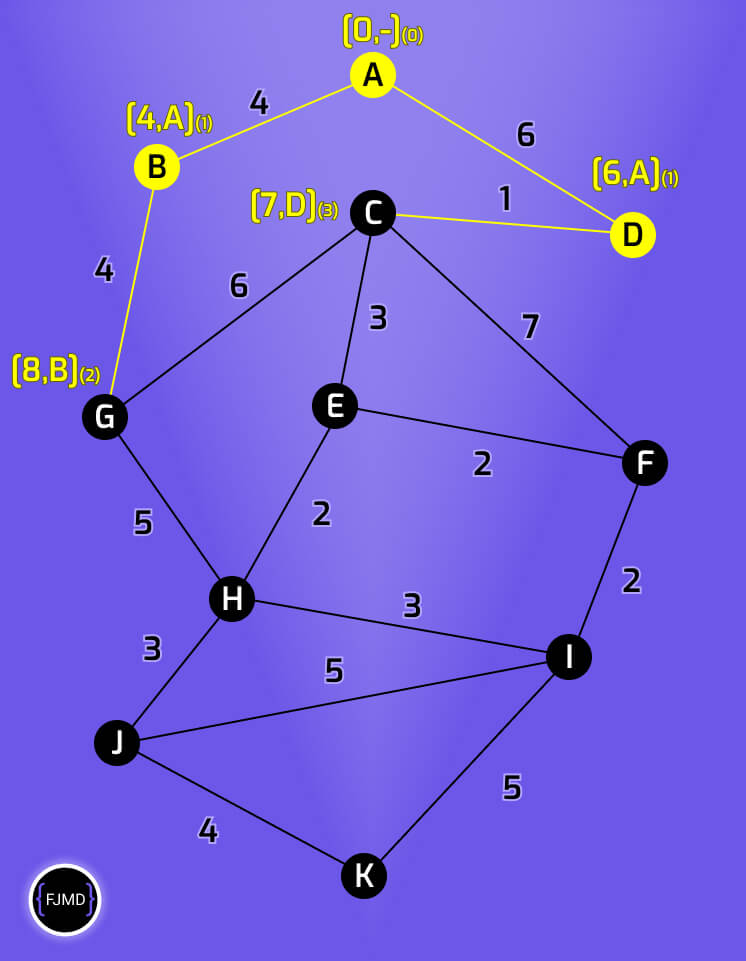 [0,-](0)
A
4
[4,A](1)
6
B
[6,A](1)
[7,D](3)
C
1
D
4
6
3
7
[8,B](2)
G
E
F
2
5
2
2
H
3
I
3
5
J
5
4
K
{FJMD}